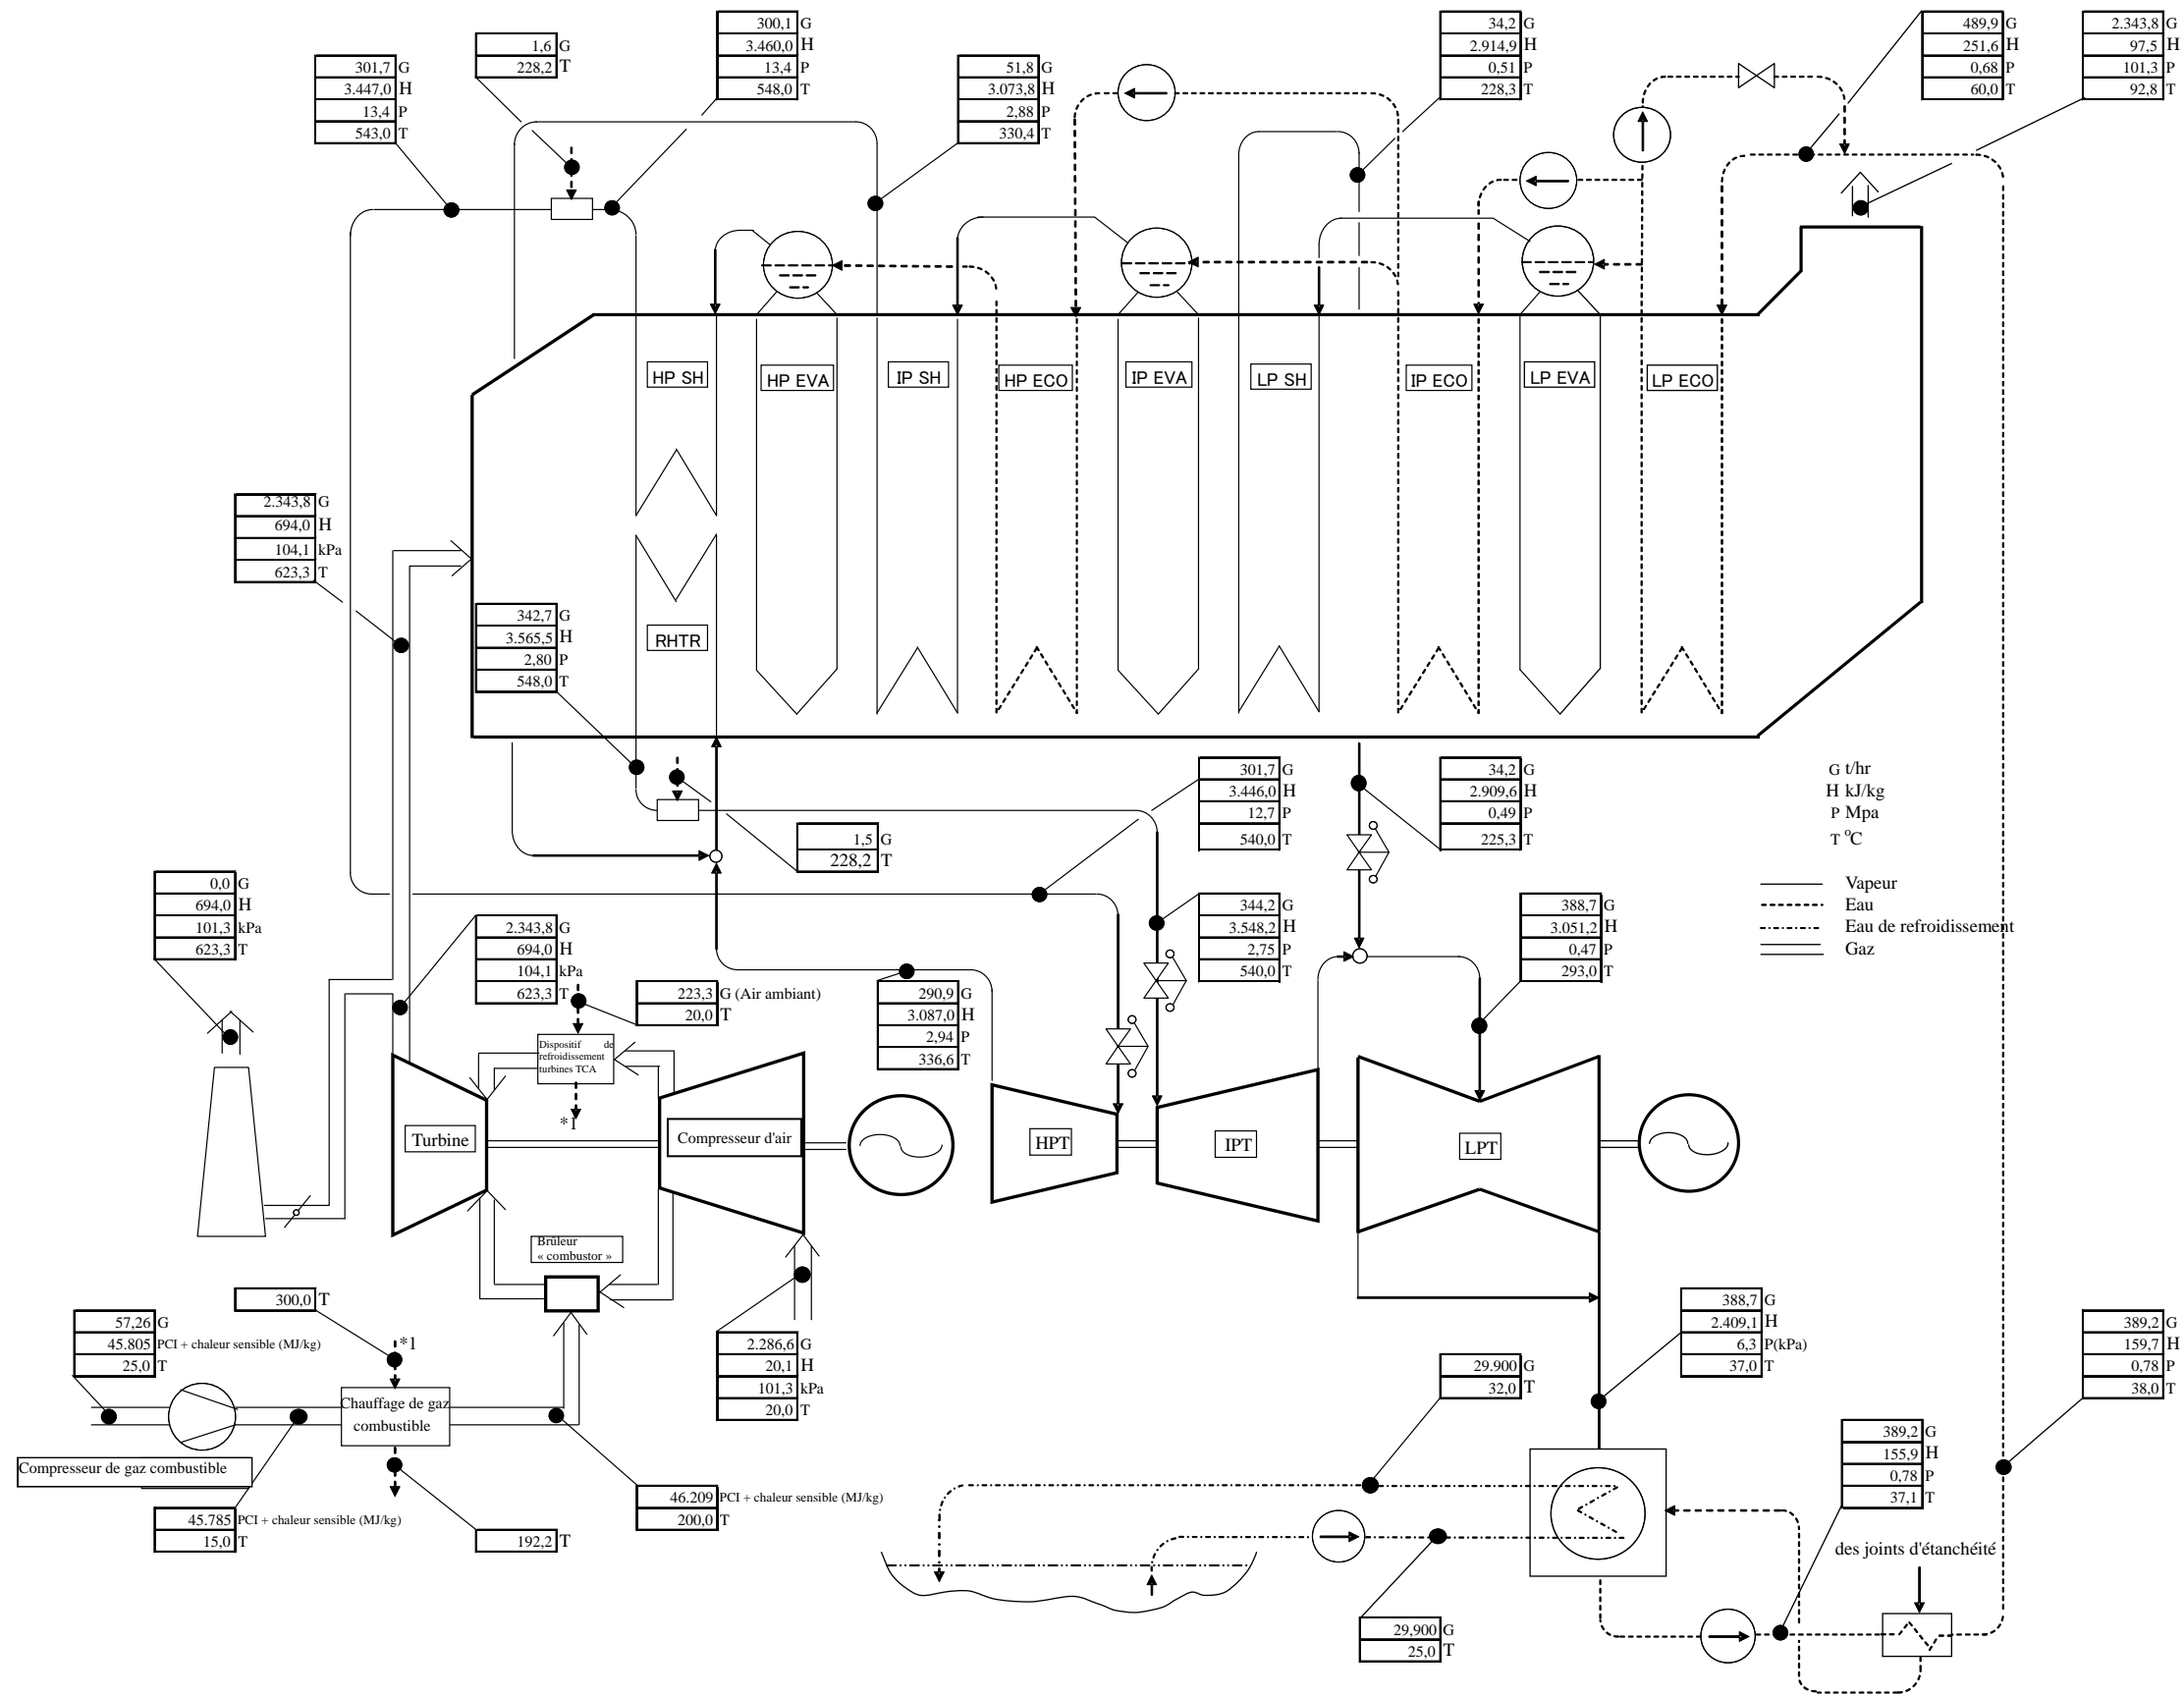 301,7 G
3.447,0 H
13,4 P
543,0 T
1,6 G
228,2 T
300,1 G
3.460,0 H
13,4 P
548,0 T
51,8 G
3.073,8 H
2,88 P
330,4 T
34,2 G
2.914,9 H
0,51 P
228,3 T
489,9 G
251,6 H
0,68 P
60,0 T
2.343,8 G
97,5 H
101,3 P
92,8 T
HP SH
HP EVA
IP SH
HP ECO
IP EVA
LP SH
IP ECO
LP EVA
LP ECO
2.343,8 G
694,0 H
104,1 kPa
623,3 T
342,7 G
3.565,5 H
2,80 P
548,0 T
RHTR
301,7 G
3.446,0 H
12,7 P
540,0 T
34,2 G
2.909,6 H
0,49 P
225,3 T
G t/hr
H kJ/kg
P Mpa
T °C
1,5 G
228,2 T
Vapeur
Eau
Eau de refroidissement
Gaz
0,0 G
694,0 H
101,3 kPa
623,3 T
2.343,8 G
694,0 H
104,1 kPa
623,3 T
223,3 G (Air ambiant)
20,0 T
290,9 G
3.087,0 H
2,94 P
336,6 T
344,2 G
3.548,2 H
2,75 P
540,0 T
388,7 G
3.051,2 H
0,47 P
293,0 T
Dispositif de
refroidissement
turbines TCA
*1
Turbine
Compresseur d'air
HPT
IPT
LPT
Brûleur
« combustor »
300,0 T
57,26 G
45.805 PCI + chaleur sensible (MJ/kg)
25,0 T
*1
Chauffage de gaz
combustible
2.286,6 G
20,1 H
101,3 kPa
20,0 T
388,7 G
2.409,1 H
6,3 P(kPa)
37,0 T
389,2 G
159,7 H
0,78 P
38,0 T
29.900 G
32,0 T
389,2 G
155,9 H
0,78 P
37,1 T
Compresseur de gaz combustible
45.785 PCI + chaleur sensible (MJ/kg)
15,0 T
192,2 T
46.209 PCI + chaleur sensible (MJ/kg)
200,0 T
des joints d'étanchéité
29,900 G
25,0 T